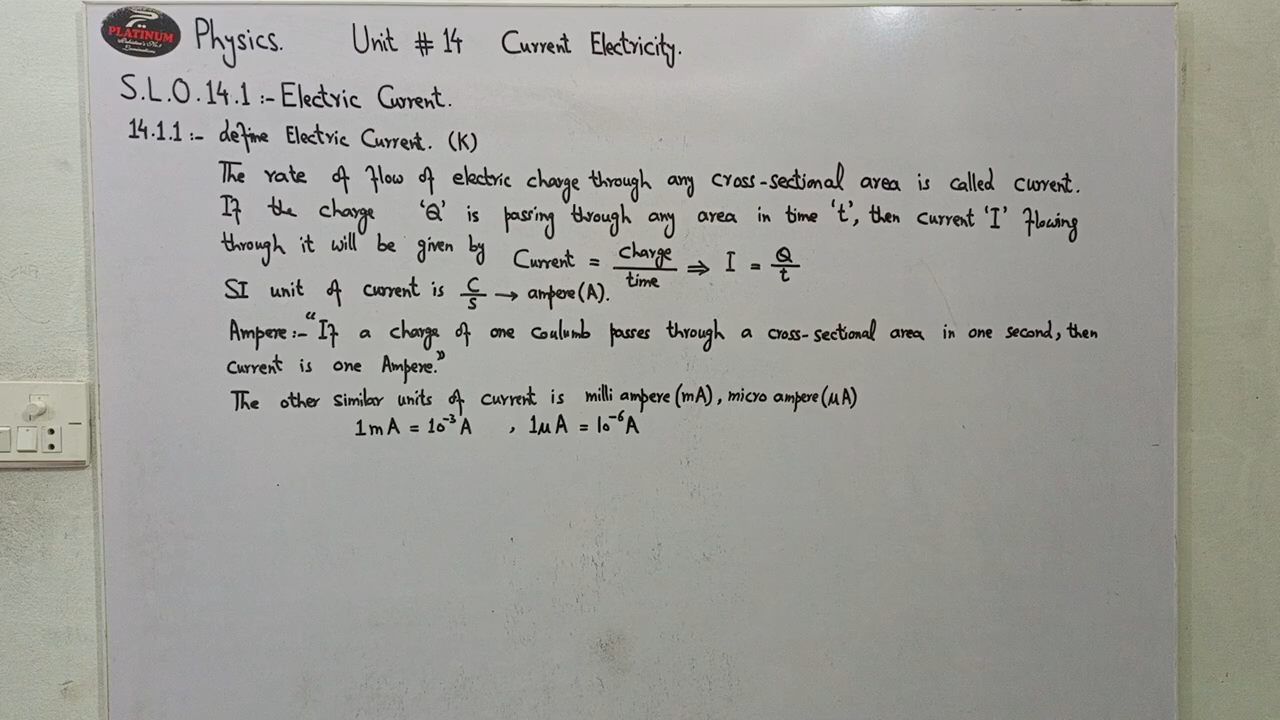 PLATINUM
Physics. Unit # 14 Current Electricity.
S.L.O.14.1 :- Electric Current.
14.1.1 :- define Electric Current. (K)
The rate of flow of electric charge through any cross-sectional area is called current.
If the charge 'Q' is passing through any area in time 't', then current 'I' flowing
through it will be given by Current = charge/time ⇒ I = Q/t
SI unit of current is C/S → ampere (A).
Ampere :- "If a charge of one coulumb passes through a cross-sectional area in one second, then
current is one Ampere."
The other similar units of current is milli ampere (mA), micro ampere (μA)
1mA = 10⁻³A , 1μA = 10⁻⁶A